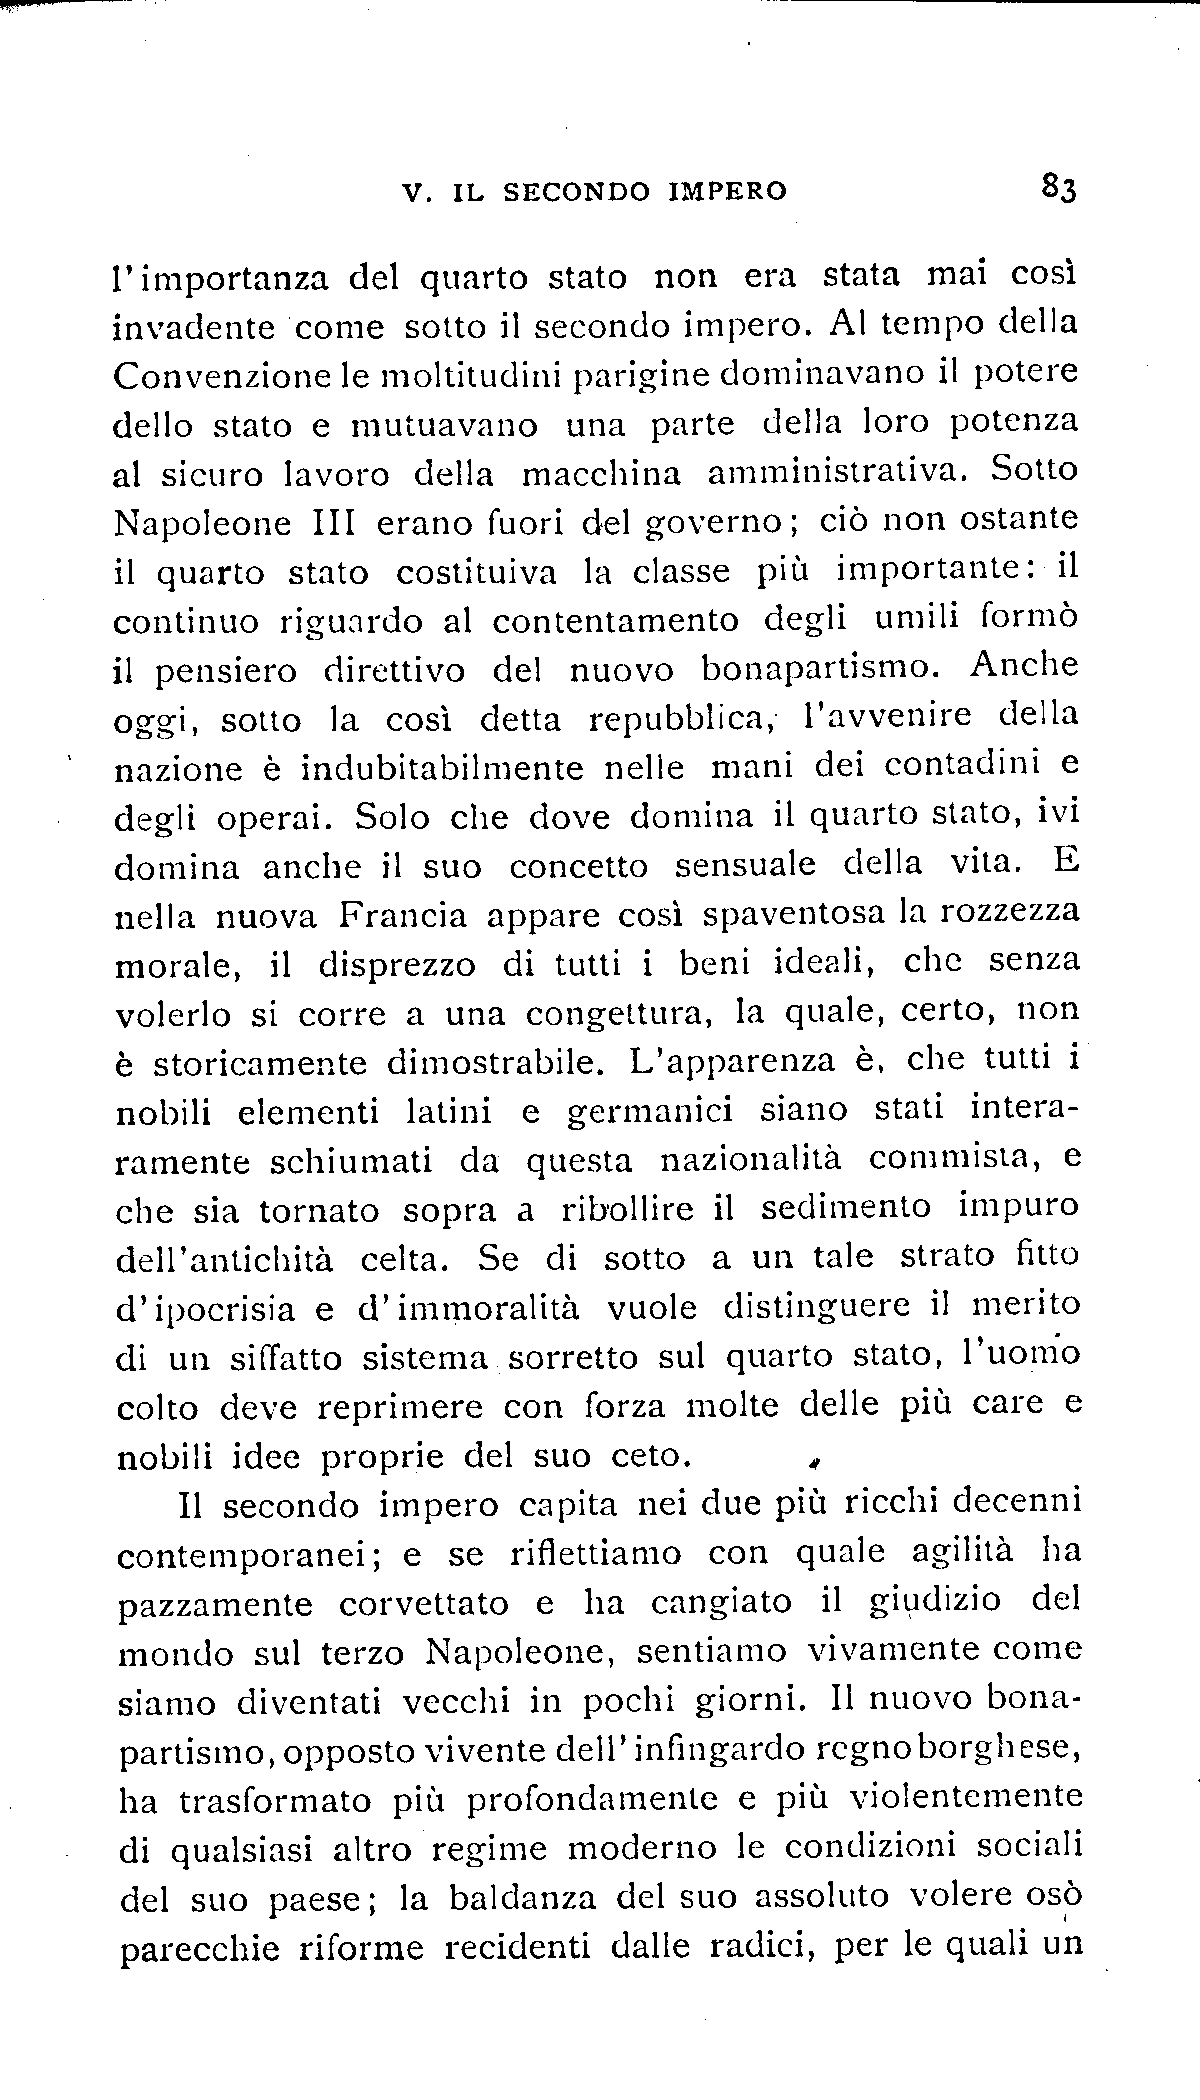 V. IL SECONDO IMPERO 83
l'importanza del quarto stato non era stata mai così
invadente come sotto il secondo impero. Al tempo della
Convenzione le moltitudini parigine dominavano il potere
dello stato e mutuavano una parte della loro potenza
al sicuro lavoro della macchina amministrativa. Sotto
Napoleone III erano fuori del governo; ciò non ostante
il quarto stato costituiva la classe più importante: il
continuo riguardo al contentamento degli umili formò
il pensiero direttivo del nuovo bonapartismo. Anche
oggi, sotto la così detta repubblica, l'avvenire della
nazione è indubitabilmente nelle mani dei contadini e
degli operai. Solo che dove domina il quarto stato, ivi
domina anche il suo concetto sensuale della vita. E
nella nuova Francia appare così spaventosa la rozzezza
morale, il disprezzo di tutti i beni ideali, che senza
volerlo si corre a una congettura, la quale, certo, non
è storicamente dimostrabile. L'apparenza è, che tutti i
nobili elementi latini e germanici siano stati intera-
ramente schiumati da questa nazionalità commista, e
che sia tornato sopra a ribollire il sedimento impuro
dell'antichità celta. Se di sotto a un tale strato fitto
d'ipocrisia e d'immoralità vuole distinguere il merito
di un siffatto sistema sorretto sul quarto stato, l'uomo
colto deve reprimere con forza molte delle più care e
nobili idee proprie del suo ceto.
Il secondo impero capita nei due più ricchi decenni
contemporanei; e se riflettiamo con quale agilità ha
pazzamente corvettato e ha cangiato il giudizio del
mondo sul terzo Napoleone, sentiamo vivamente come
siamo diventati vecchi in pochi giorni. Il nuovo bona-
partismo, opposto vivente dell'infingardo regno borghese,
ha trasformato più profondamente e più violentemente
di qualsiasi altro regime moderno le condizioni sociali
del suo paese; la baldanza del suo assoluto volere osò
parecchie riforme recidenti dalle radici, per le quali un